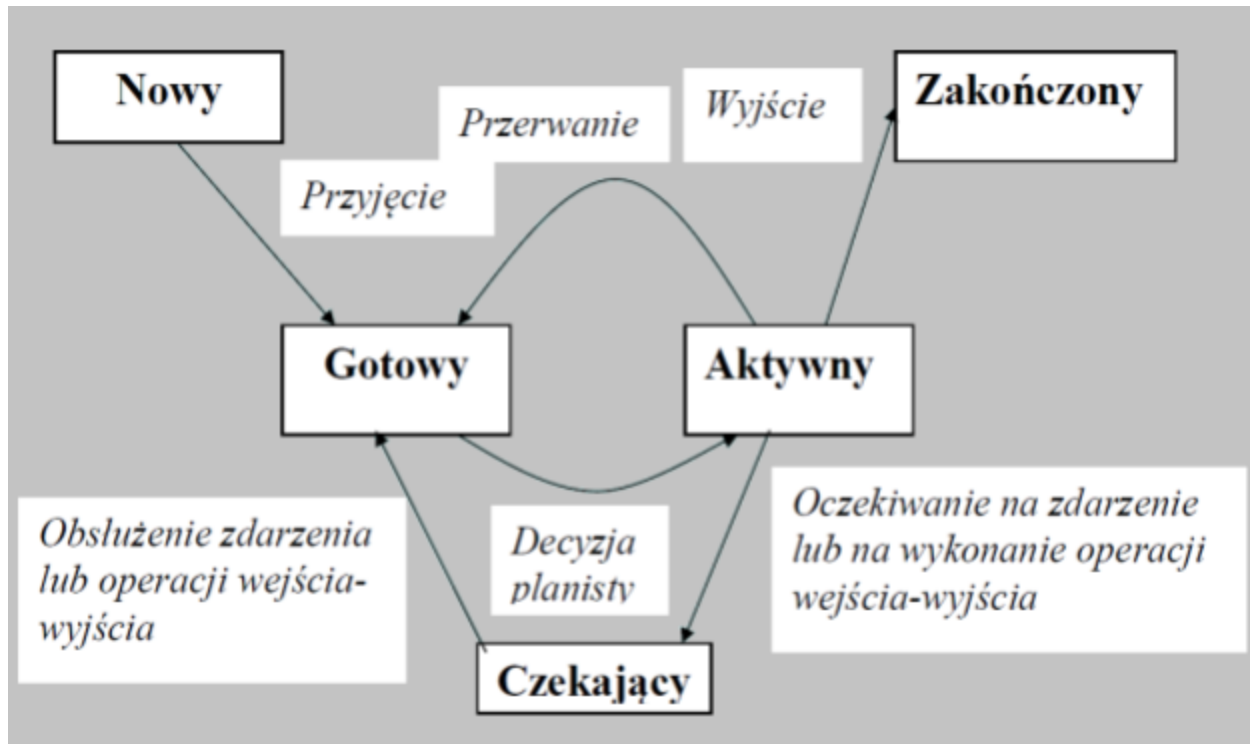 Nowy
Zakończony
Przerwanie
Wyjście
Przyjęcie
Gotowy
Aktywny
Obsłużenie zdarzenia
lub operacji wejścia-
wyjścia
Decyzja
planisty
Oczekiwanie na zdarzenie
lub na wykonanie operacji
wejścia-wyjścia
Czekający